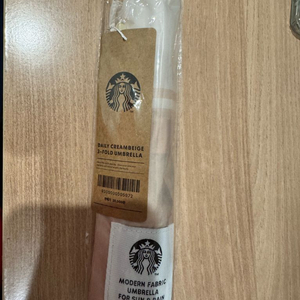 DAILY CREAMBEIGE
2-FOLD UMBRELLA
MODERN FABRIC
UMBRELLA
FOR SUN & RAIN